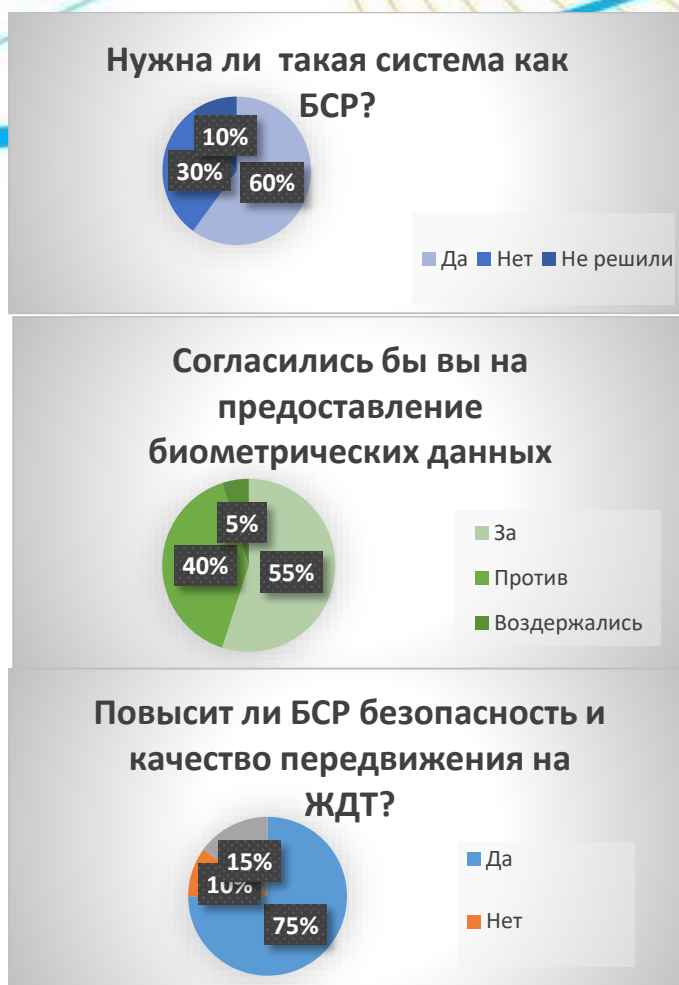 Нужна ли такая система как
БСР?
10%
30%
60%
Да Нет Не решили
Согласились бы вы на
предоставление
биометрических данных
5%
40%
55%
За
Против
Воздержались
Повысит ли БСР безопасность и
качество передвижения на
ЖДТ?
15%
10%
75%
Да
Нет